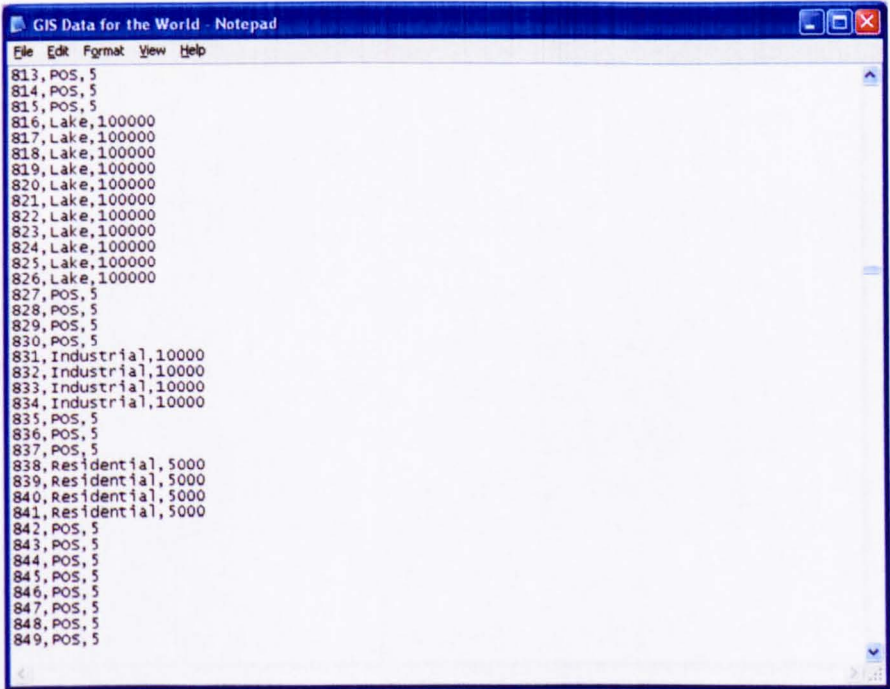 GIS Data for the World - Notepad
File Edit Format View Help
813,POS,5
814,POS,5
815,POS,5
816,Lake,100000
817,Lake,100000
818,Lake,100000
819,Lake,100000
820,Lake,100000
821,Lake,100000
822,Lake,100000
823,Lake,100000
824,Lake,100000
825,Lake,100000
826,Lake,100000
827,POS,5
828,POS,5
829,POS,5
830,POS,5
831,Industrial,10000
832,Industrial,10000
833,Industrial,10000
834,Industrial,10000
835,POS,5
836,POS,5
837,POS,5
838,Residential,5000
839,Residential,5000
840,Residential,5000
841,Residential,5000
842,POS,5
843,POS,5
844,POS,5
845,POS,5
846,POS,5
847,POS,5
848,POS,5
849,POS,5